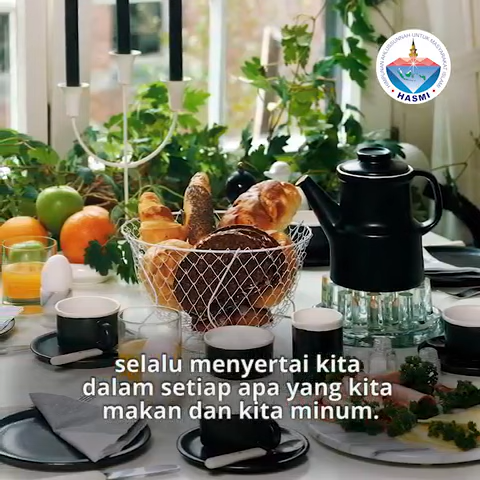 HASMI
selalu menyertai kita
dalam setiap apa yang kita
makan dan kita minum.